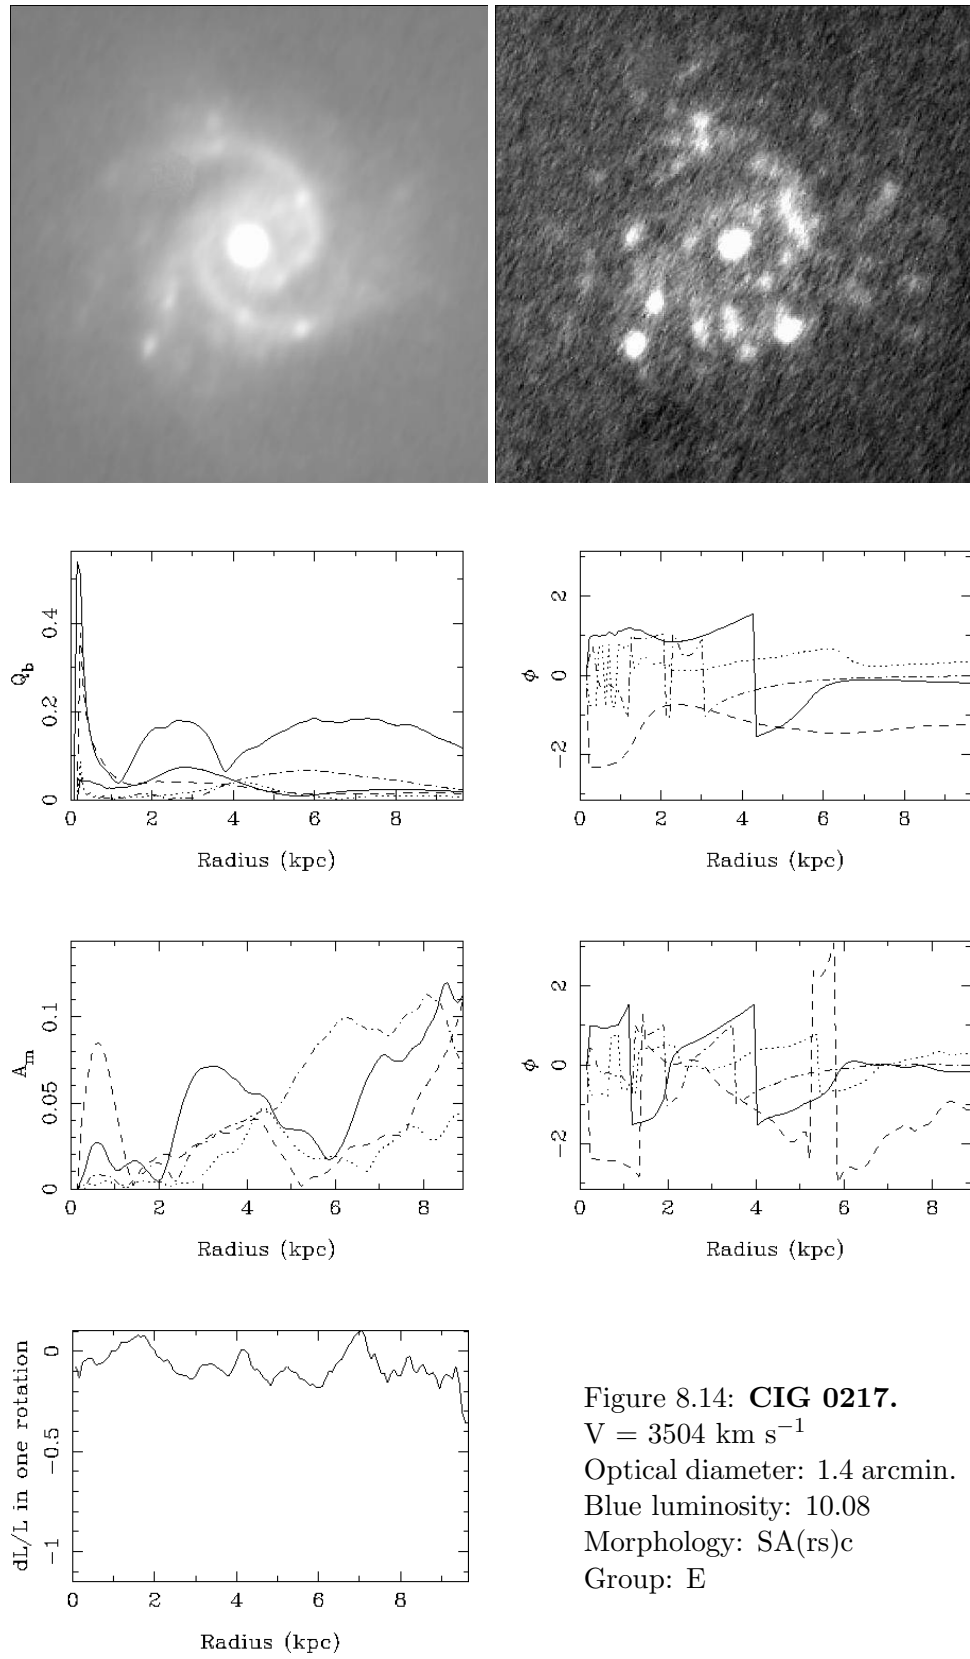 0.4
0.2
0
Q_b
0 2 4 6 8
Radius (kpc)
2
0
−2
φ
0 2 4 6 8
Radius (kpc)
0.1
0.05
0
A_m
0 2 4 6 8
Radius (kpc)
2
0
−2
φ
0 2 4 6 8
Radius (kpc)
0
−0.5
−1
dL/L in one rotation
0 2 4 6 8
Radius (kpc)
Figure 8.14: CIG 0217.
V = 3504 km s⁻¹
Optical diameter: 1.4 arcmin.
Blue luminosity: 10.08
Morphology: SA(rs)c
Group: E